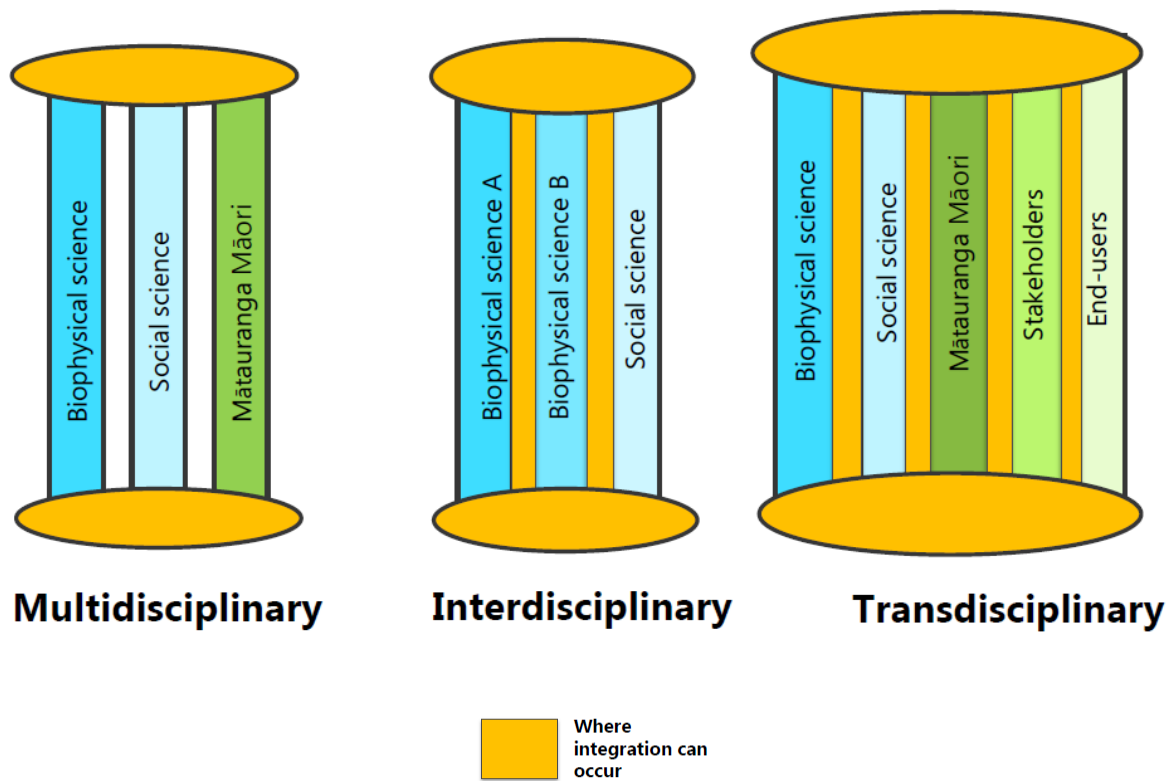 Biophysical science
Social science
Mātauranga Māori
Biophysical science A
Biophysical science B
Social science
Biophysical science
Social science
Mātauranga Māori
Stakeholders
End-users
Multidisciplinary
Interdisciplinary
Transdisciplinary
Where
integration can
occur